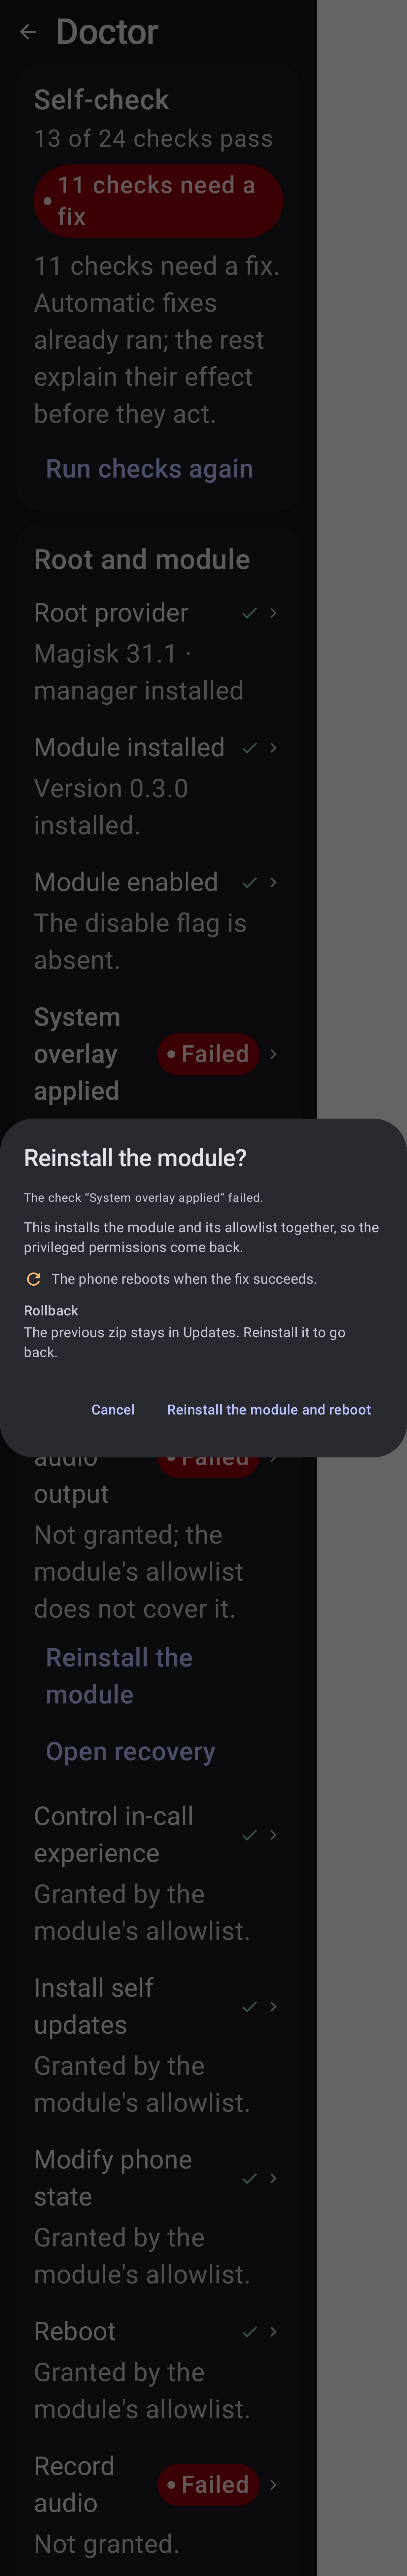 Doctor
Self-check
13 of 24 checks pass
11 checks need a
fix
11 checks need a fix.
Automatic fixes
already ran; the rest
explain their effect
before they act.
Run checks again
Root and module
Root provider
Magisk 31.1 ·
manager installed
Module installed
Version 0.3.0
installed.
Module enabled
The disable flag is
absent.
System
overlay
applied
Failed
Reinstall the module?
The check “System overlay applied” failed.
This installs the module and its allowlist together, so the
privileged permissions come back.
The phone reboots when the fix succeeds.
Rollback
The previous zip stays in Updates. Reinstall it to go
back.
Cancel
Reinstall the module and reboot
audio
Failed
output
Not granted; the
module's allowlist
does not cover it.
Reinstall the
module
Open recovery
Control in-call
experience
Granted by the
module's allowlist.
Install self
updates
Granted by the
module's allowlist.
Modify phone
state
Granted by the
module's allowlist.
Reboot
Granted by the
module's allowlist.
Record
audio
Failed
Not granted.